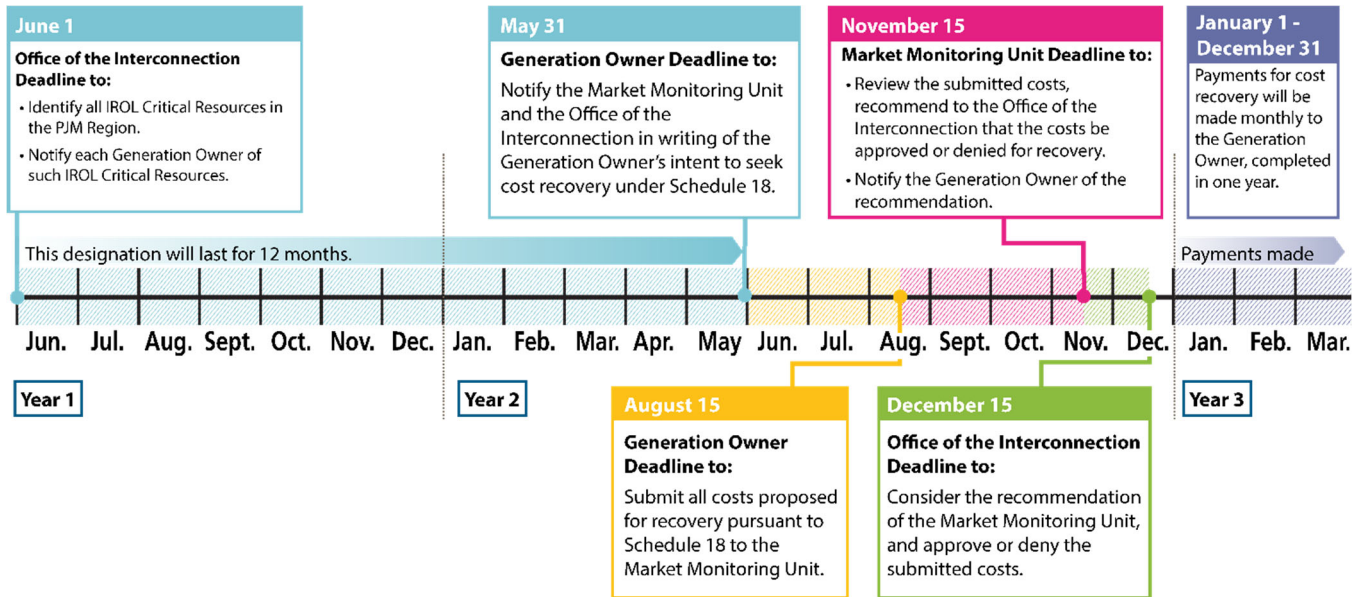 June 1
Office of the Interconnection
Deadline to:
• Identify all IROL Critical Resources in
the PJM Region.
• Notify each Generation Owner of
such IROL Critical Resources.
May 31
Generation Owner Deadline to:
Notify the Market Monitoring Unit
and the Office of the
Interconnection in writing of the
Generation Owner's intent to seek
cost recovery under Schedule 18.
November 15
Market Monitoring Unit Deadline to:
• Review the submitted costs,
recommend to the Office of the
Interconnection that the costs be
approved or denied for recovery.
• Notify the Generation Owner of the
recommendation.
January 1 -
December 31
Payments for cost
recovery will be
made monthly to
the Generation
Owner, completed
in one year.
This designation will last for 12 months.
Payments made
Jun. Jul. Aug. Sept. Oct. Nov. Dec. Jan. Feb. Mar. Apr. May Jun. Jul. Aug. Sept. Oct. Nov. Dec. Jan. Feb. Mar.
Year 1
Year 2
Year 3
August 15
Generation Owner
Deadline to:
Submit all costs proposed
for recovery pursuant to
Schedule 18 to the
Market Monitoring Unit.
December 15
Office of the Interconnection
Deadline to:
Consider the recommendation
of the Market Monitoring Unit,
and approve or deny the
submitted costs.